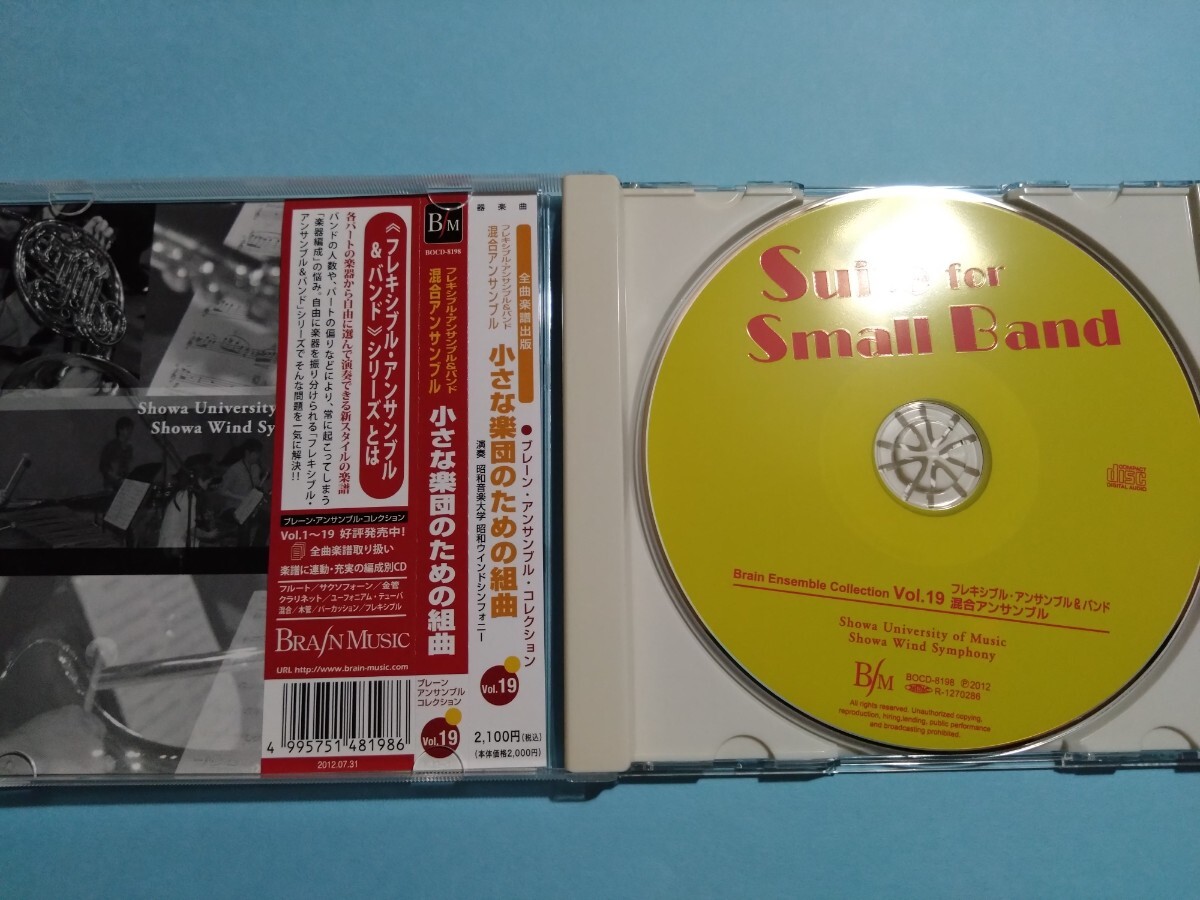 Showa University
Showa Wind Sy
《フレキシブル・アンサンブル
&バンド》シリーズとは
各パートの楽器から自由に選んで演奏できる新スタイルの楽譜
バンドの人数や、パートの偏りなどにより、常に起こってしまう
「楽器編成」の悩み。自由に楽器を振り分けられる「フレキシブル・
アンサンブル&バンド」シリーズで そんな問題を一気に解決!!
ブレーン・アンサンブル・コレクション
Vol.1〜19 好評発売中!
全曲楽譜取り扱い
楽譜に連動・充実の編成別CD
フルート/サクソフォーン/金管
クラリネット/ユーフォニアム・テューバ
混合/木管/パーカッション/フレキシブル
BRAIN MUSIC
URL http://www.brain-music.com
4 995751 481986
2012.07.31
B/M
BOCD-8198
フレキシブル・アンサンブル&バンド
混合アンサンブル
小さな楽団のための組曲
ブレーン
アンサンブル
コレクション
Vol.19
器楽曲
全曲楽譜出版
●ブレーン・アンサンブル・コレクション
フレキシブル・アンサンブル&バンド
混合アンサンブル
小さな楽団のための組曲
演奏 昭和音楽大学 昭和ウインドシンフォニー
Vol.19
2,100円(税込)
(本体価格2,000円)
Suite for
Small Band
COMPACT
disc
DIGITAL AUDIO
Brain Ensemble Collection Vol.19 フレキシブル・アンサンブル&バンド
混合アンサンブル
Showa University of Music
Showa Wind Symphony
B/M
BOCD-8198 ℗2012
R-1270286
All rights reserved. Unauthorized copying,
reproduction, hiring,lending, public performance
and broadcasting prohibited.